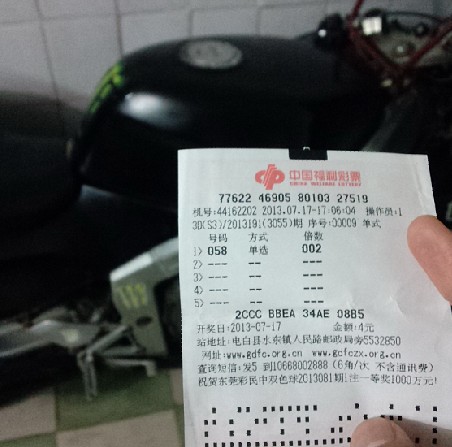 中国福利彩票
CHINA WELFARE LOTTERY
77622 46905 80103 27519
机号:44162202 2013-07-17-17:06:04 操作员:1
3D(S3)/2013191(3055)期 序号:00009 单式
号码 方式 倍数
1> 058 单选 002
2> --- -- ---
3> --- -- ---
4> --- -- ---
5> --- -- ---
2CCC BBEA 34AE 08B5
开奖日:2013-07-17 金额:4元
站地址:电白县水东镇人民路邮政局旁5532850
网址:www.gdfc.org.cn www.gcfczx.org.cn
查询短信:发5 到10668002888 (6角/次 不含通讯费)
祝贺东莞彩民中双色球2013081期1注一等奖1000万元!